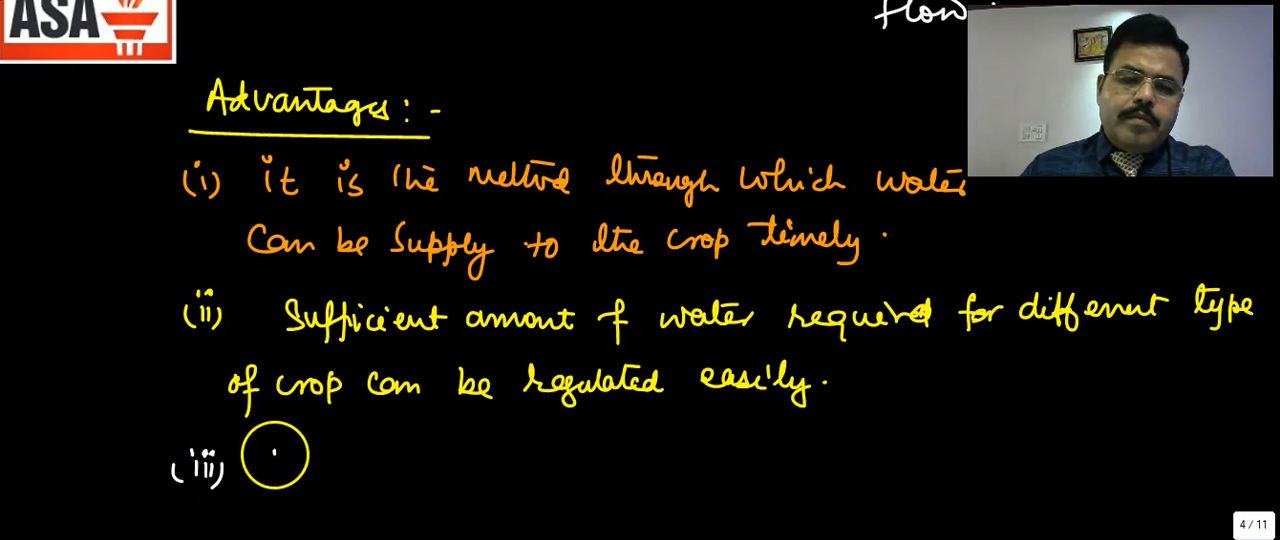 ASA
flow
Advantages : -
(i) it is the method through which water
can be supply to the crop timely.
(ii) Sufficient amount of water required for different type
of crop can be regulated easily.
(iii)
4 / 11